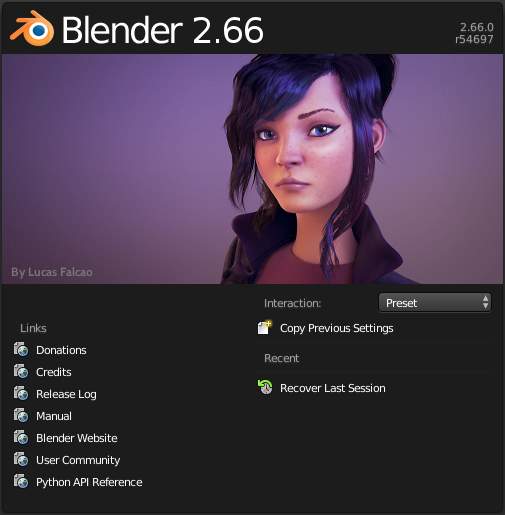 Blender 2.66
2.66.0
r54697
By Lucas Falcao
Interaction:
Preset
Copy Previous Settings
Links
Recent
Donations
Credits
Recover Last Session
Release Log
Manual
Blender Website
User Community
Python API Reference